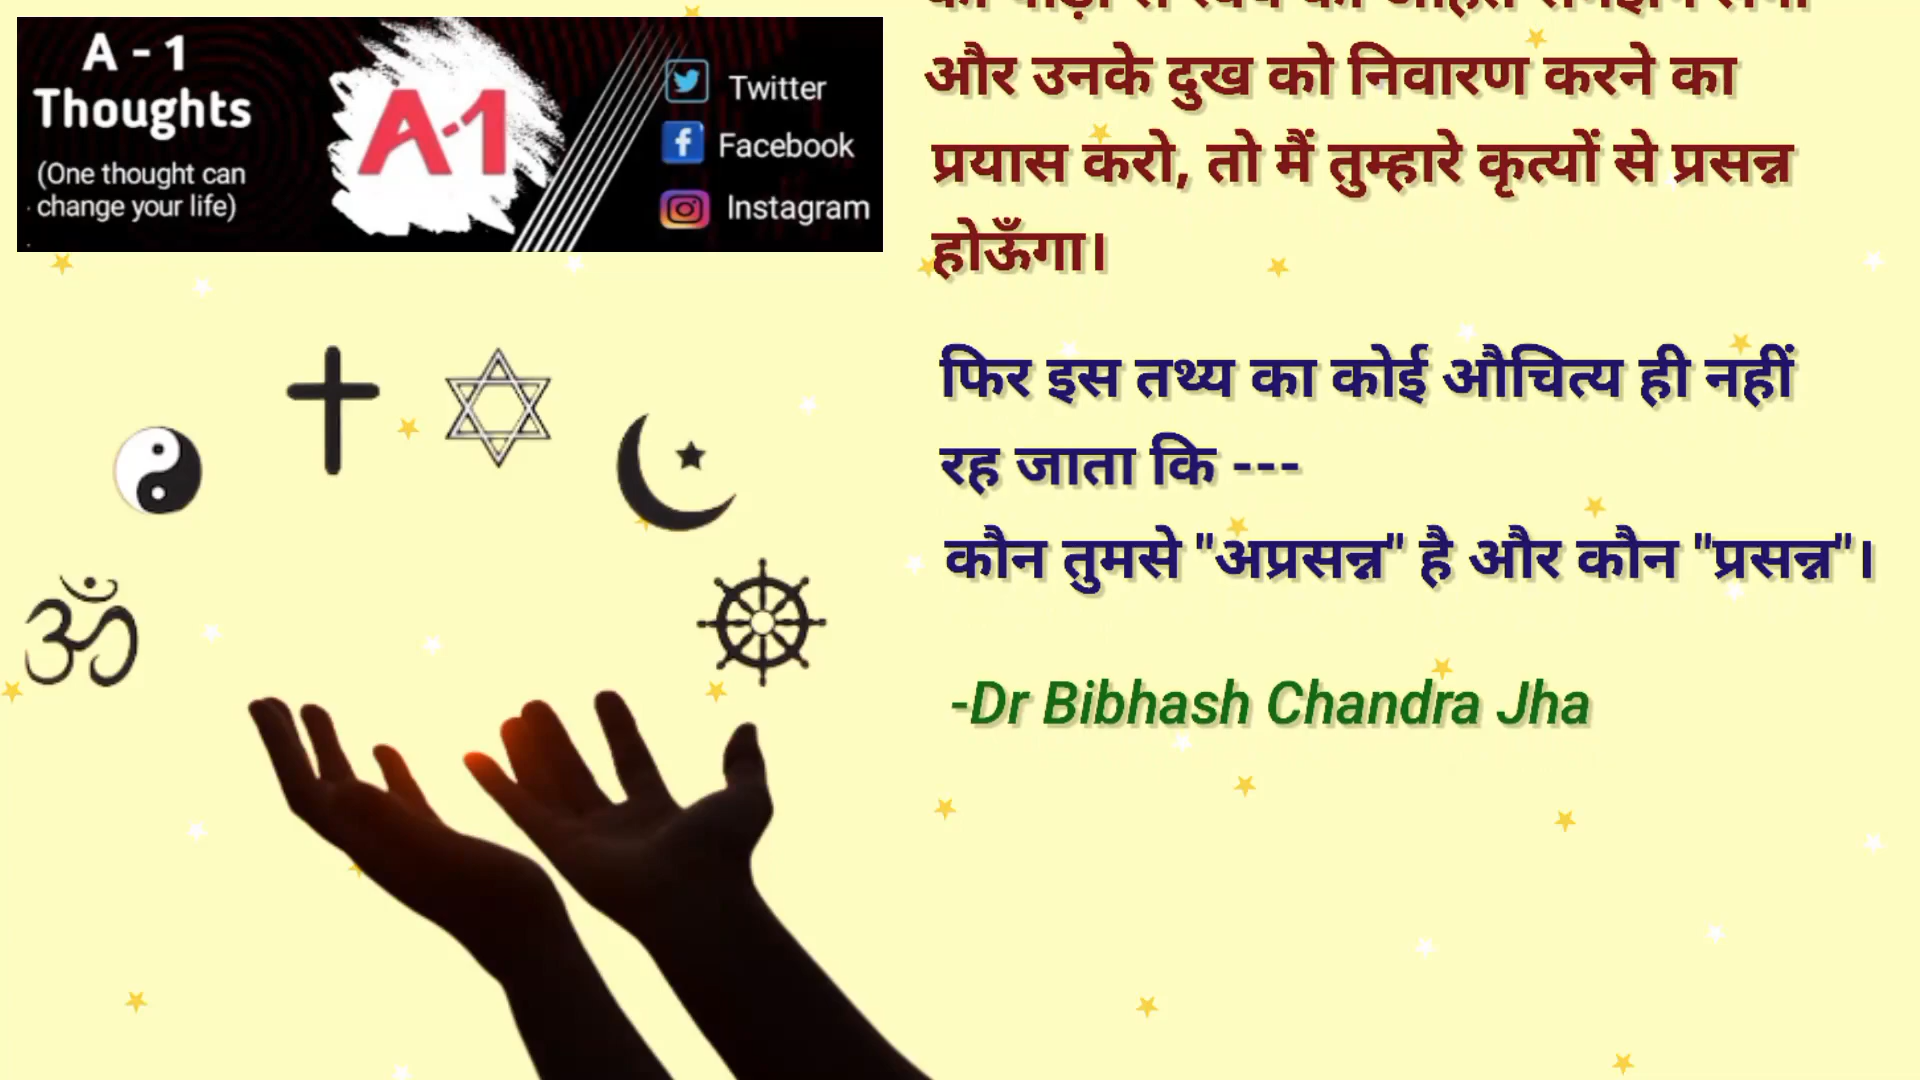 A - 1
Thoughts
(One thought can
change your life)
A-1
Twitter
Facebook
Instagram
और उनके दुख को निवारण करने का
प्रयास करो, तो मैं तुम्हारे कृत्यों से प्रसन्न
होऊँगा।
फिर इस तथ्य का कोई औचित्य ही नहीं
रह जाता कि ---
कौन तुमसे "अप्रसन्न" है और कौन "प्रसन्न"।
-Dr Bibhash Chandra Jha